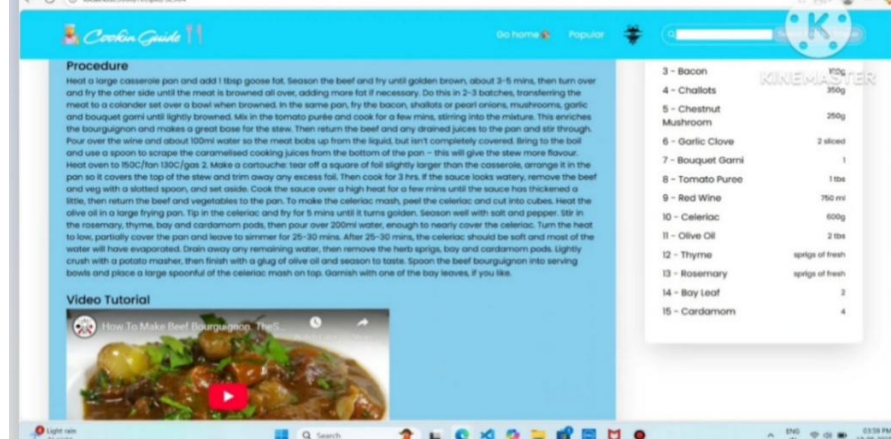 Cookin Guide
Go home
Popular
KINEMASTER
Procedure
Heat a large casserole pan and add 1 tbsp goose fat. Season the beef and fry until golden brown, about 3-5 mins, then turn over
and fry the other side until the meat is browned all over, adding more fat if necessary. Do this in 2-3 batches, transferring the
meat to a colander set over a bowl when browned. In the same pan, fry the bacon, shallots or pearl onions, mushrooms, garlic
and bouquet garni until lightly browned. Mix in the tomato purée and cook for a few mins, stirring into the mixture. This enriches
the bourguignon and makes a great base for the stew. Then return the beef and any drained juices to the pan and stir through.
Pour over the wine and about 100ml water so the meat bobs up from the liquid, but isn't completely covered. Bring to the boil
and use a spoon to scrape the caramelised cooking juices from the bottom of the pan – this will give the stew more flavour.
Heat oven to 150C/fan 130C/gas 2. Make a cartouche: tear off a square of foil slightly larger than the casserole, arrange it in the
pan so it covers the top of the stew and trim away any excess foil. Then cook for 3 hrs. If the sauce looks watery, remove the beef
and veg with a slotted spoon, and set aside. Cook the sauce over a high heat for a few mins until the sauce has thickened a
little, then return the beef and vegetables to the pan. To make the celeriac mash, peel the celeriac and cut into cubes. Heat the
olive oil in a large frying pan. Tip in the celeriac and fry for 5 mins until it turns golden. Season well with salt and pepper. Stir in
the rosemary, thyme, bay and cardamom pods, then pour over 200ml water, enough to nearly cover the celeriac. Turn the heat
to low, partially cover the pan and leave to simmer for 25-30 mins. After 25-30 mins, the celeriac should be soft and most of the
water will have evaporated. Drain away any remaining water, then remove the herb sprigs, bay and cardamom pods. Lightly
crush with a potato masher, then finish with a glug of olive oil and season to taste. Spoon the beef bourguignon into serving
bowls and place a large spoonful of the celeriac mash on top. Garnish with one of the bay leaves, if you like.
Video Tutorial
How To Make Beef Bourguignon. TheS...
3 - Bacon 100g
4 - Challots 350g
5 - Chestnut
Mushroom 250g
6 - Garlic Clove 2 sliced
7 - Bouquet Garni 1
8 - Tomato Puree 1 tbs
9 - Red Wine 750 ml
10 - Celeriac 600g
11 - Olive Oil 2 tbs
12 - Thyme sprigs of fresh
13 - Rosemary sprigs of fresh
14 - Bay Leaf 2
15 - Cardamom 4
Light rain
Search
ENG
03:58 PM